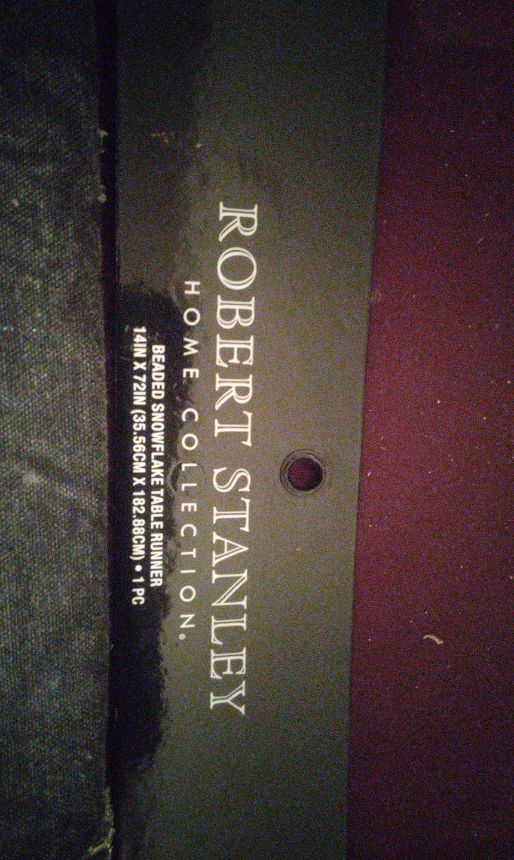 ROBERT STANLEY
HOME COLLECTION®
BEADED SNOWFLAKE TABLE RUNNER
14IN X 72IN (35.56CM X 182.88CM) • 1 PC